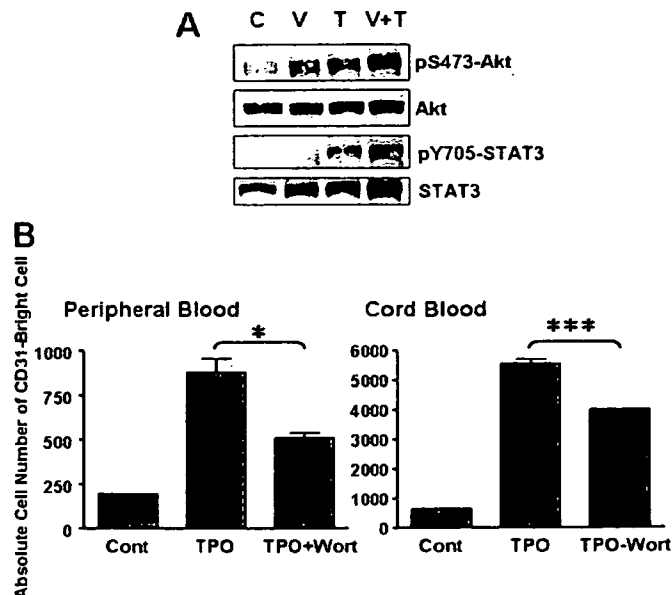 A
C V T V+T
pS473-Akt
Akt
pY705-STAT3
STAT3
B
Absolute Cell Number of CD31-Bright Cell
Peripheral Blood
*
1000
750
500
250
0
Cont TPO TPO+Wort
Cord Blood
***
6000
5000
4000
3000
2000
1000
0
Cont TPO TPO-Wort